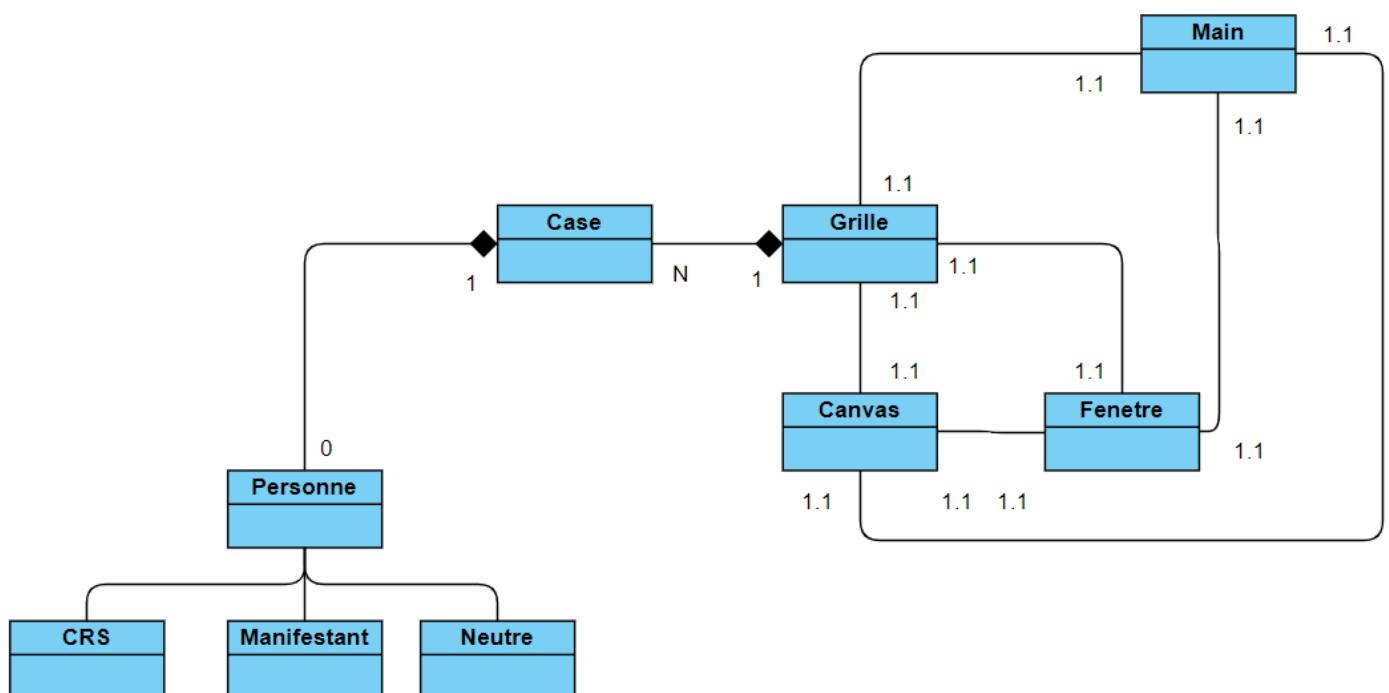 Main
1.1
1.1
1.1
1.1
Case
Grille
1
N
1
1.1
1.1
1.1
1.1
Canvas
Fenetre
0
1.1
1.1
1.1
1.1
Personne
CRS
Manifestant
Neutre